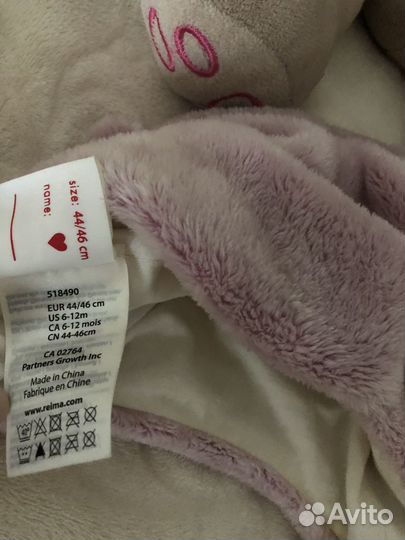 size: 44/46 cm
name:
518490
EUR 44/46 cm
US 6-12m
CA 6-12 mois
CN 44-46cm
CA 02764
Partners Growth Inc
Made in China
Fabriqué en Chine
www.reima.com
Avito